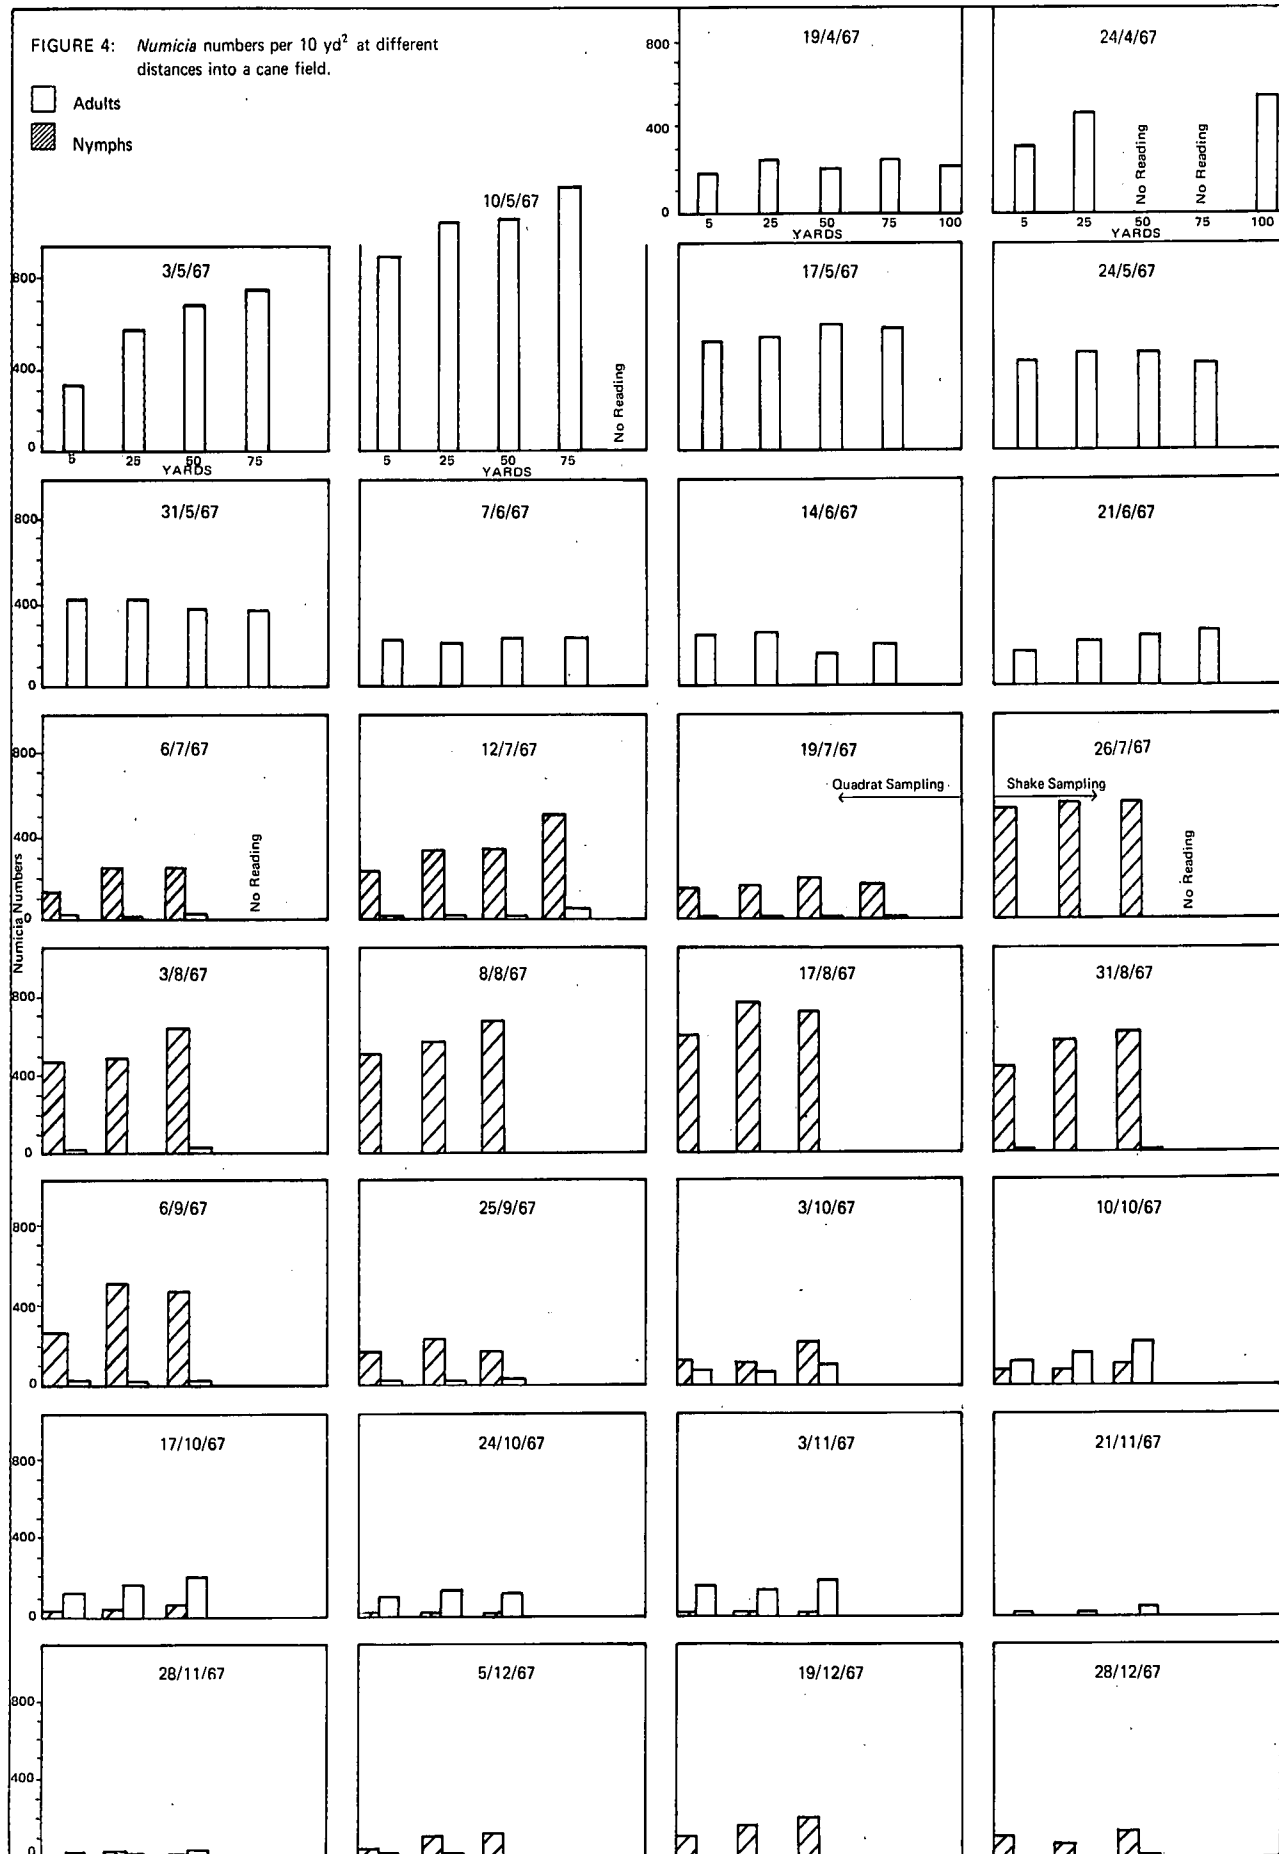 FIGURE 4: Numicia numbers per 10 yd² at different
distances into a cane field.
Adults
Nymphs
19/4/67
800
400
0
5 25 50 75 100
YARDS
24/4/67
No Reading
No Reading
5 25 50 75 100
YARDS
3/5/67
800
400
0
5 25 50 75
YARDS
10/5/67
No Reading
5 25 50 75
YARDS
17/5/67
24/5/67
31/5/67
800
400
0
7/6/67
14/6/67
21/6/67
Numicia Numbers
6/7/67
800
400
0
No Reading
12/7/67
19/7/67
Quadrat Sampling
26/7/67
Shake Sampling
No Reading
3/8/67
800
400
0
8/8/67
17/8/67
31/8/67
6/9/67
800
400
0
25/9/67
3/10/67
10/10/67
17/10/67
800
400
0
24/10/67
3/11/67
21/11/67
28/11/67
800
400
0
5/12/67
19/12/67
28/12/67